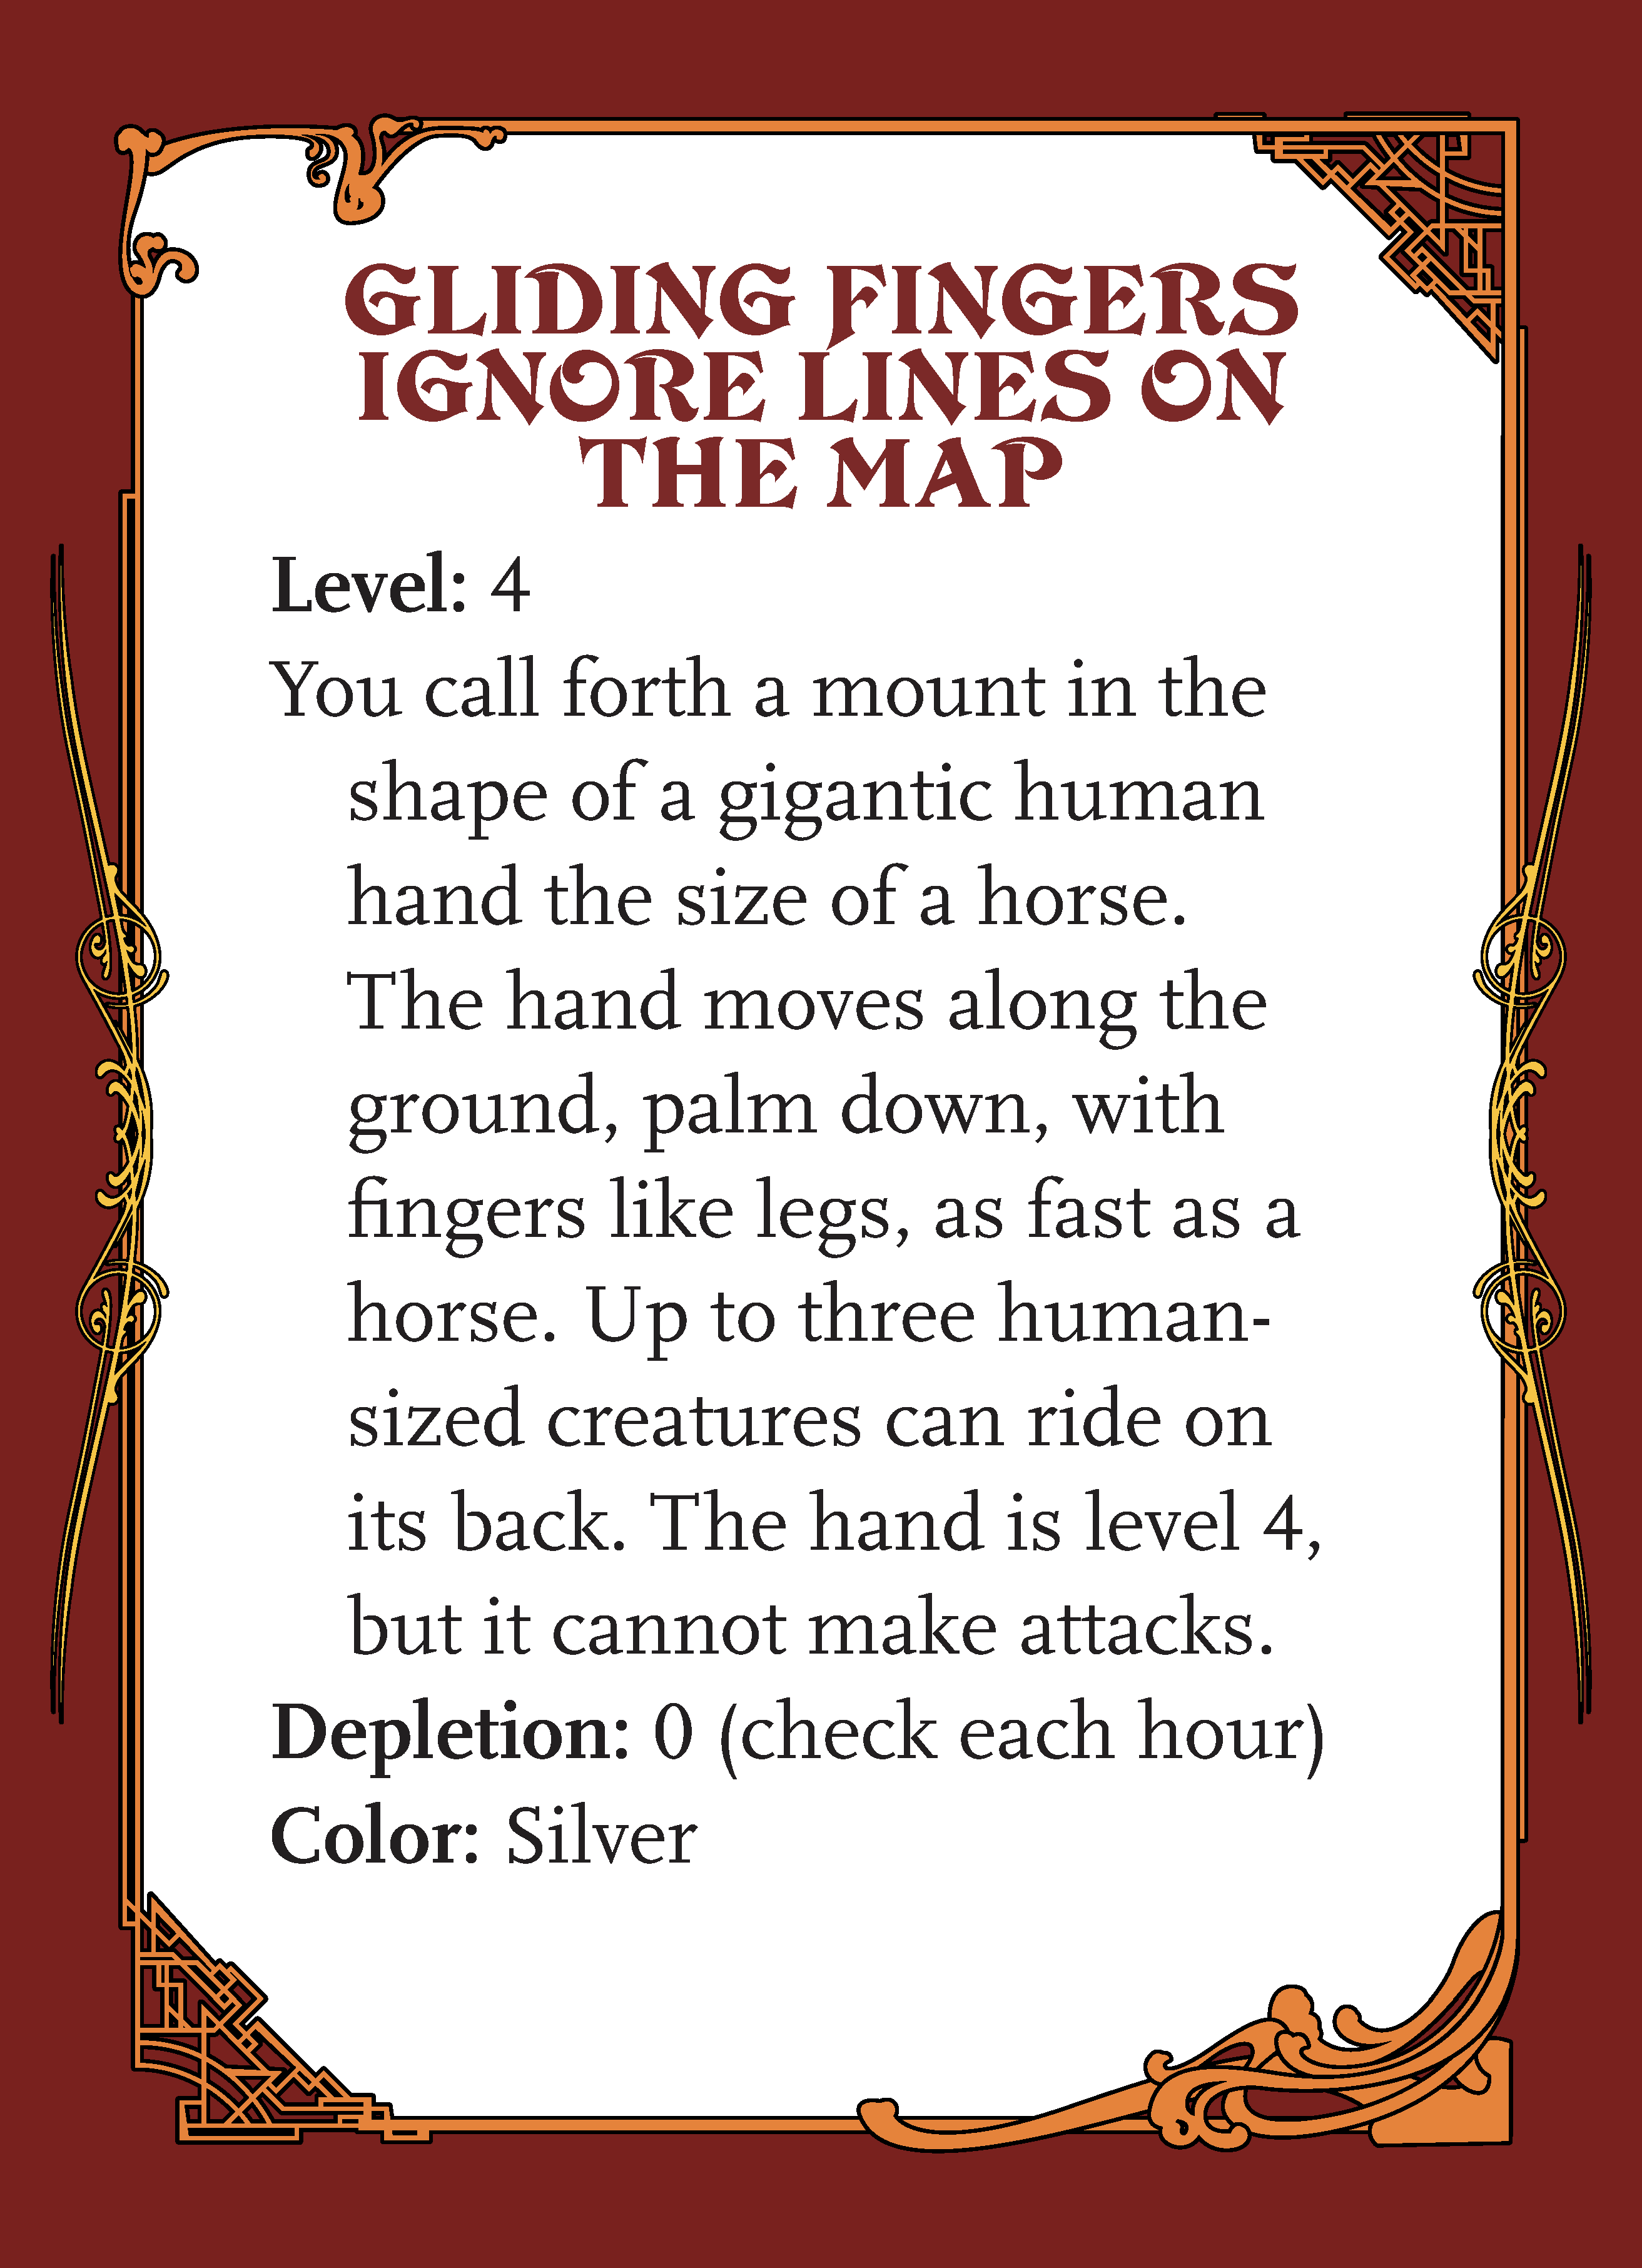 GLIDING FINGERS
IGNORE LINES ON
THE MAP
Level: 4
You call forth a mount in the
shape of a gigantic human
hand the size of a horse.
The hand moves along the
ground, palm down, with
fingers like legs, as fast as a
horse. Up to three human-
sized creatures can ride on
its back. The hand is level 4,
but it cannot make attacks.
Depletion: 0 (check each hour)
Color: Silver